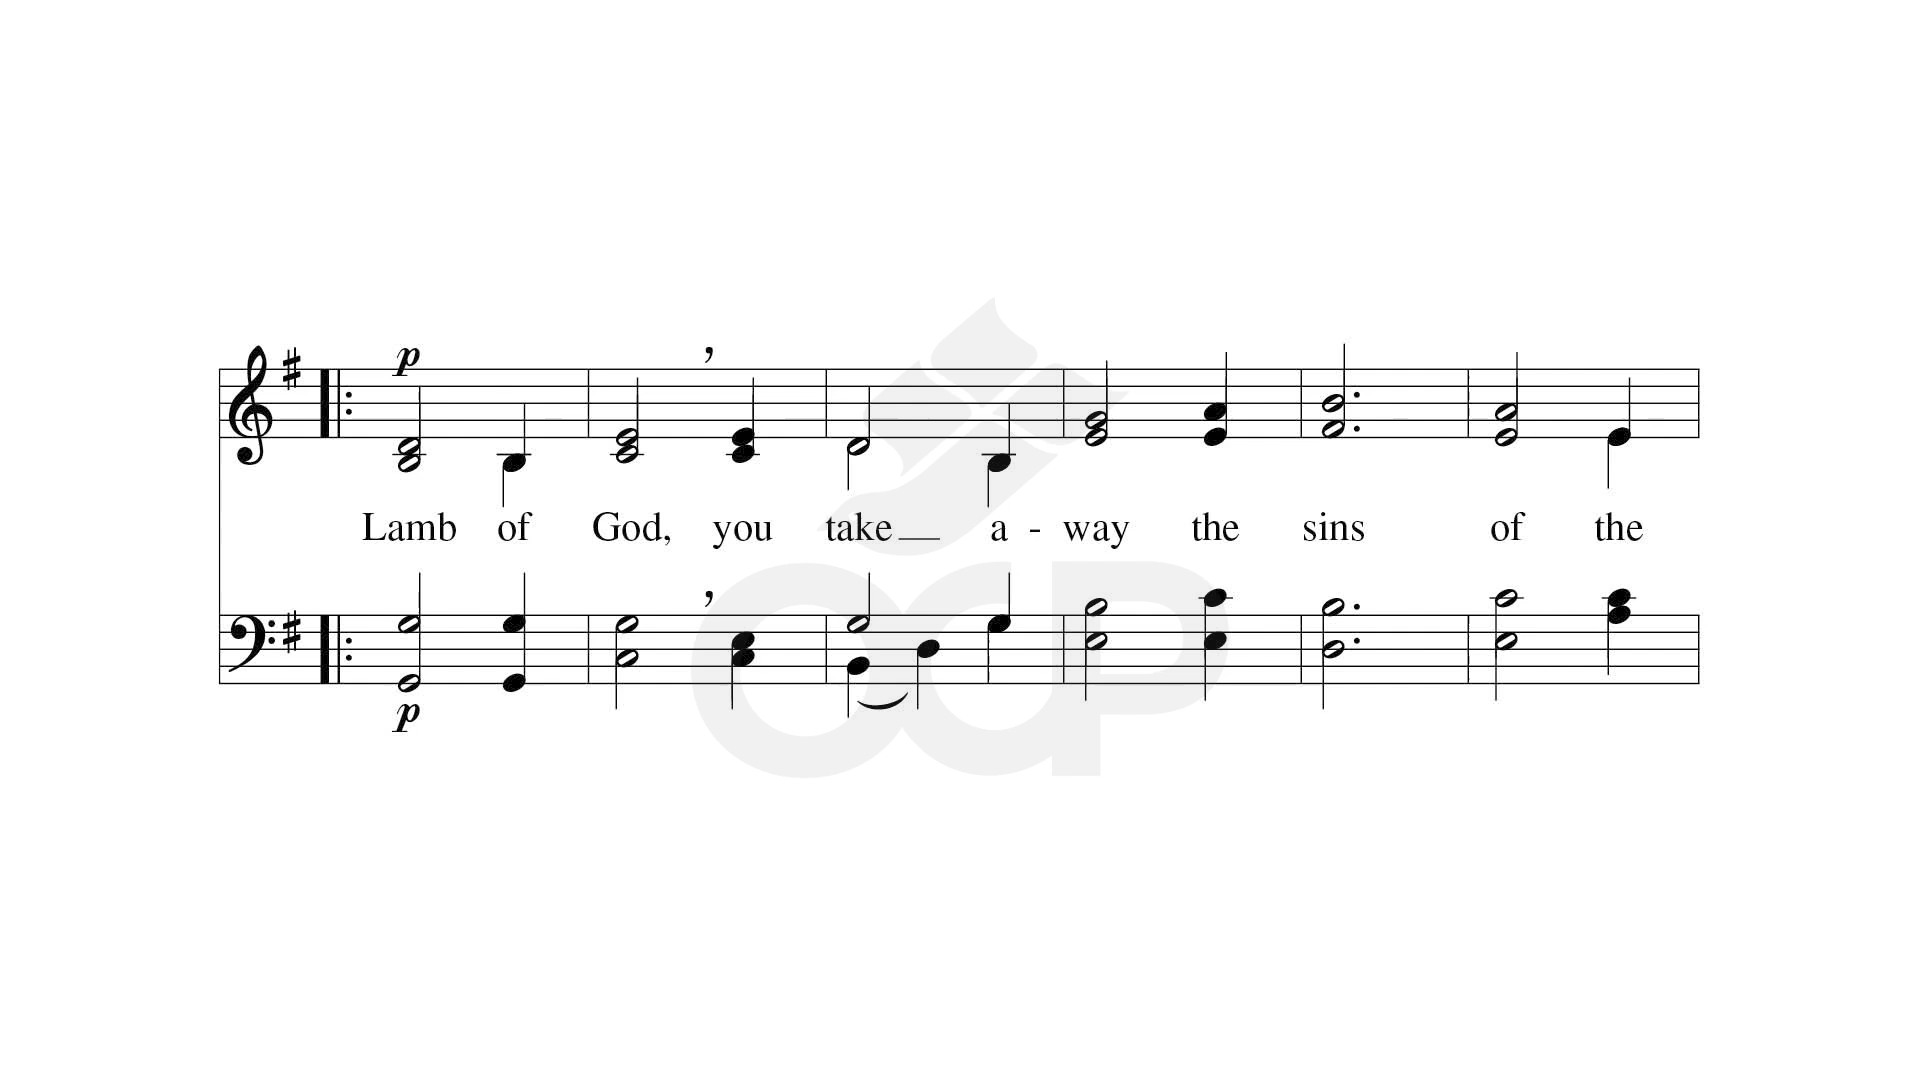 p
Lamb of God, you take a - way the sins of the
p
OCP